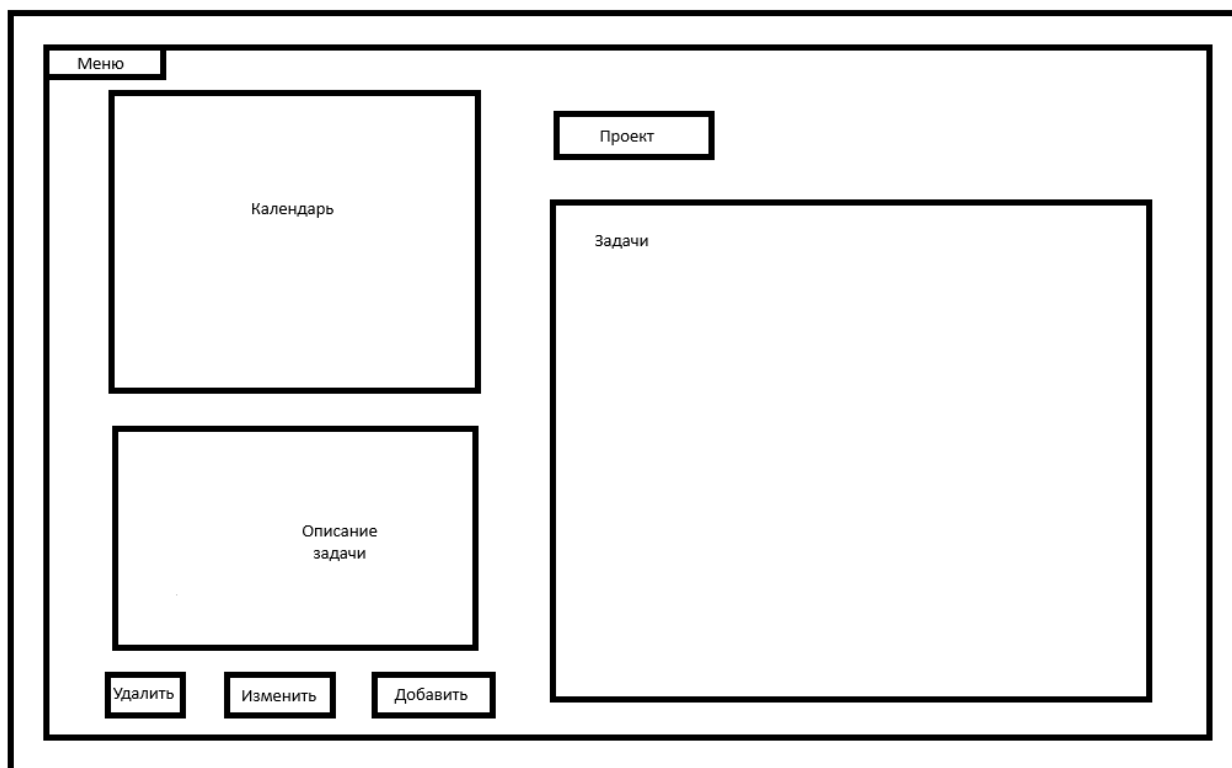 Меню
Календарь
Проект
Задачи
Описание
задачи
Удалить
Изменить
Добавить